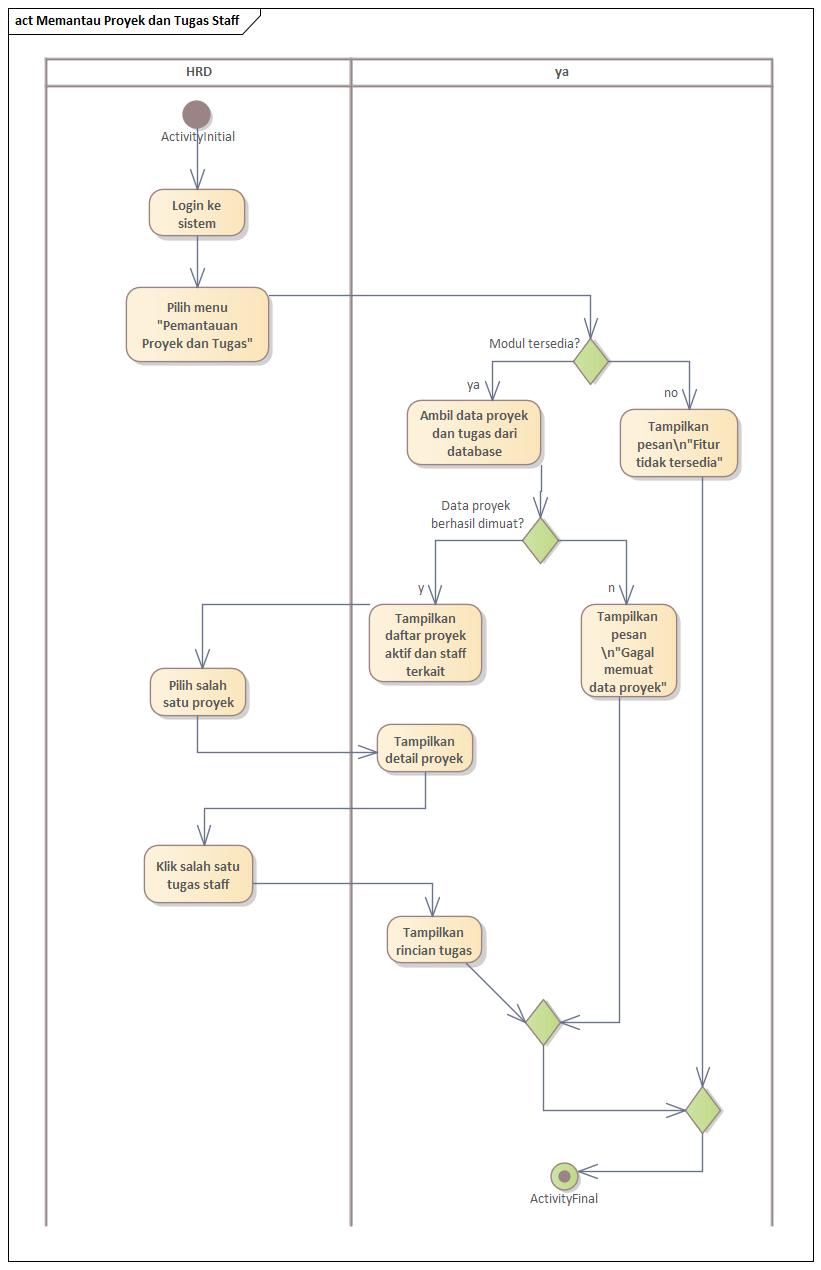 act Memantau Proyek dan Tugas Staff
HRD
ya
ActivityInitial
Login ke
sistem
Pilih menu
"Pemantauan
Proyek dan Tugas"
Modul tersedia?
ya
no
Ambil data proyek
dan tugas dari
database
Tampilkan
pesan\n"Fitur
tidak tersedia"
Data proyek
berhasil dimuat?
y
n
Tampilkan
daftar proyek
aktif dan staff
terkait
Tampilkan
pesan
\n"Gagal
memuat
data proyek"
Pilih salah
satu proyek
Tampilkan
detail proyek
Klik salah satu
tugas staff
Tampilkan
rincian tugas
ActivityFinal